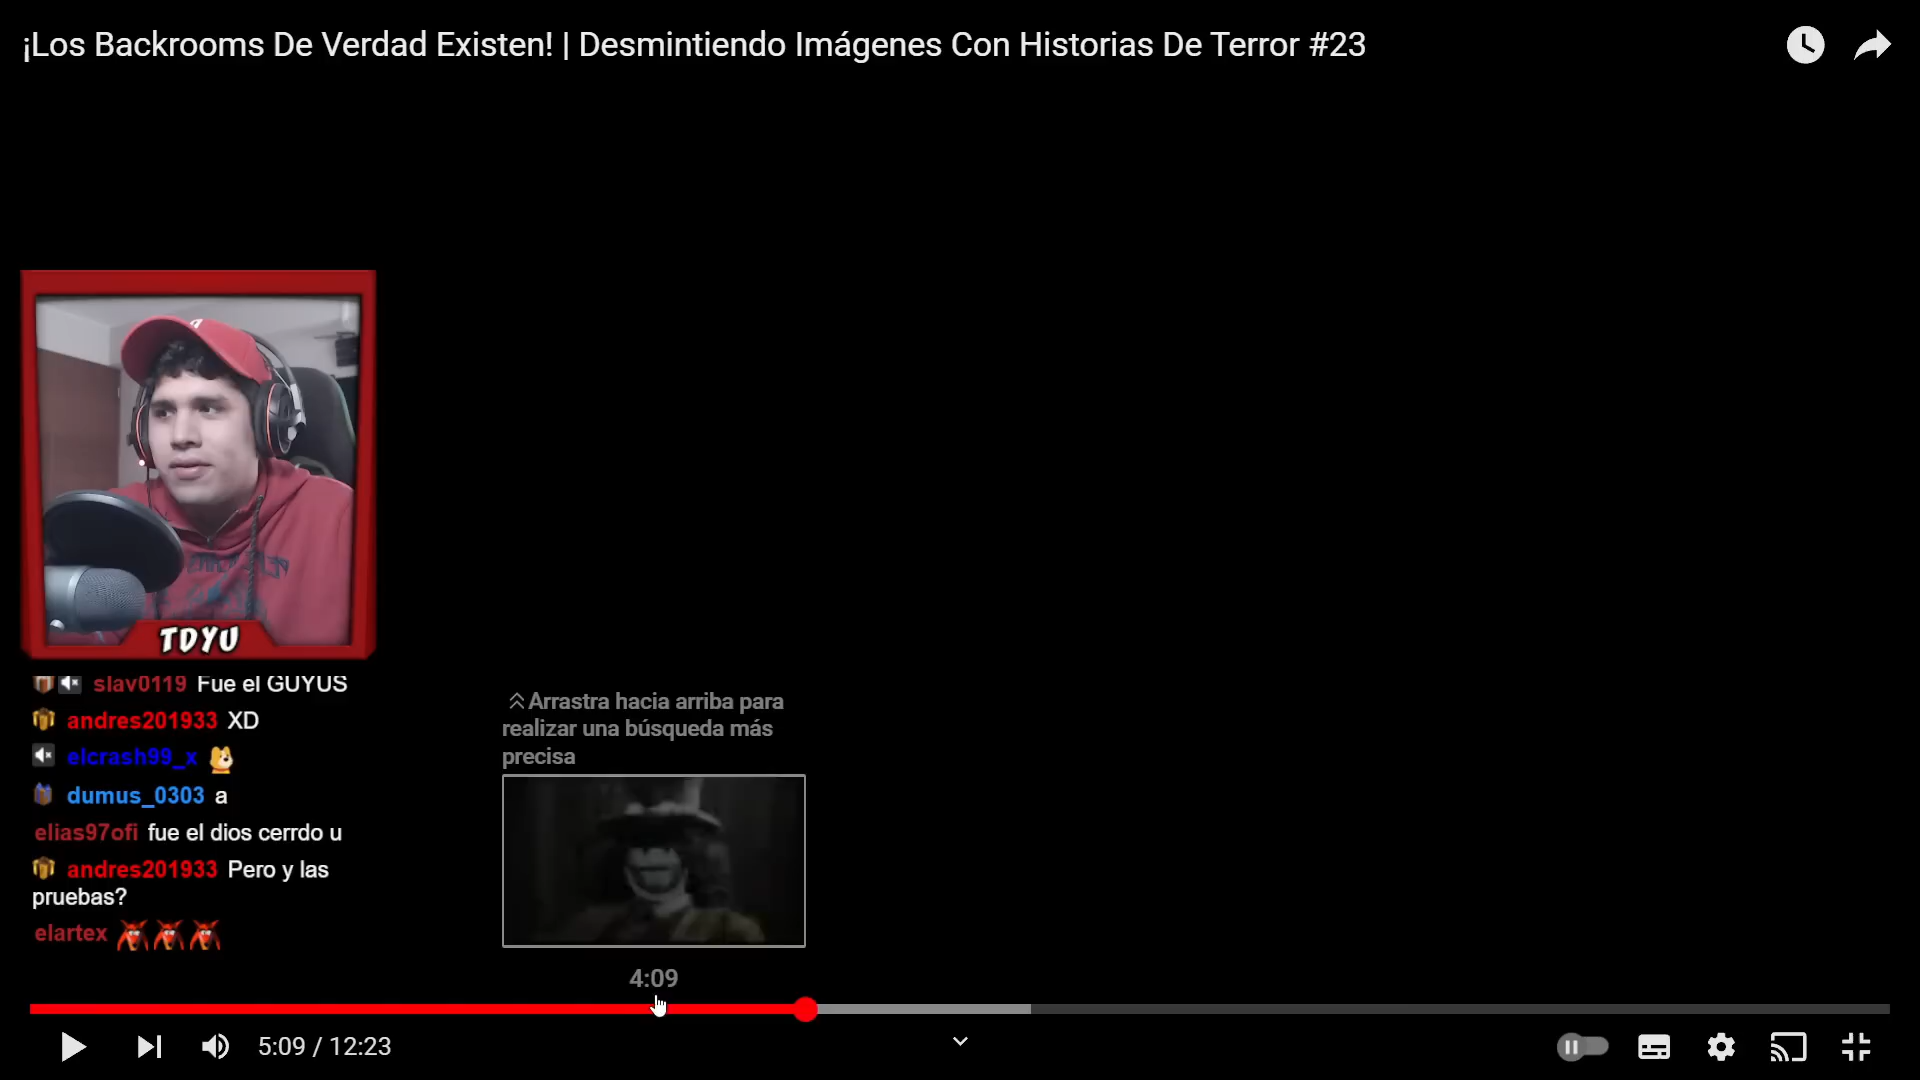 ¡Los Backrooms De Verdad Existen! | Desmintiendo Imágenes Con Historias De Terror #23
TDYU
slav0119 Fue el GUYUS
andres201933 XD
elcrash99_x
dumus_0303 a
elias97ofi fue el dios cerrdo u
andres201933 Pero y las
pruebas?
elartex
Arrastra hacia arriba para
realizar una búsqueda más
precisa
4:09
5:09 / 12:23